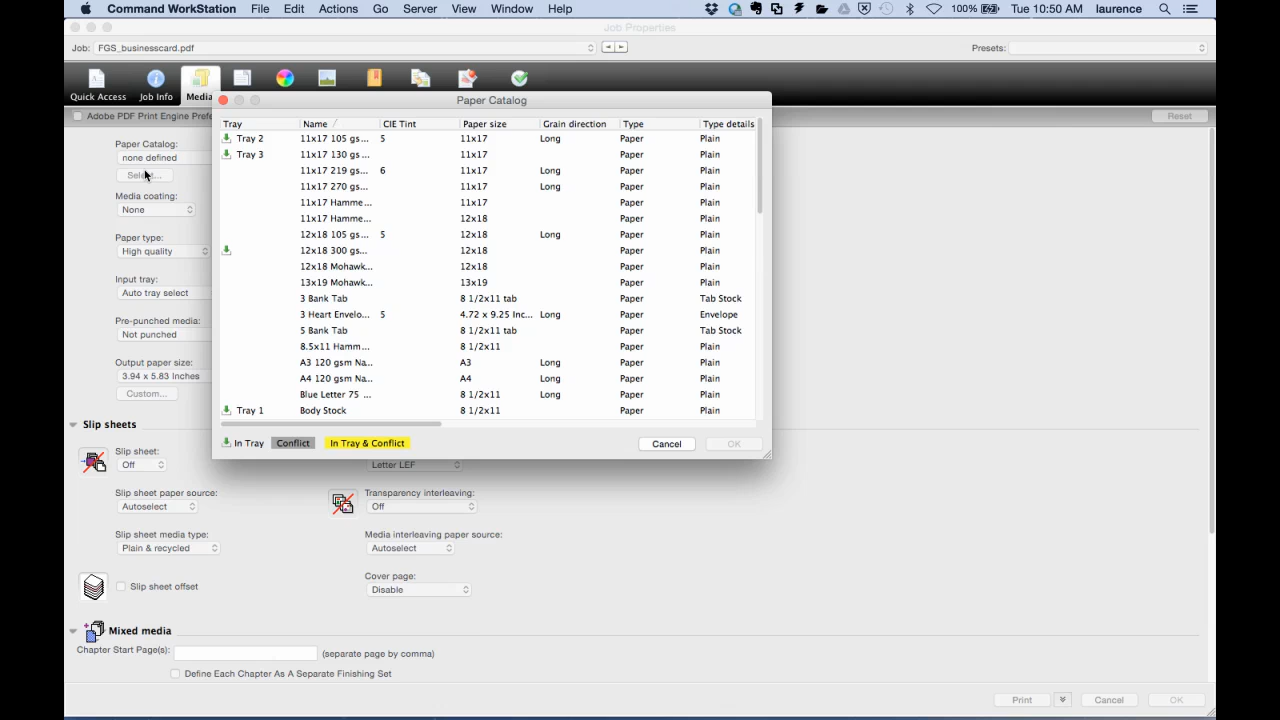 Command WorkStation File Edit Actions Go Server View Window Help 100% Tue 10:50 AM laurence
Job Properties
Job: FGS_businesscard.pdf Presets:
Quick Access Job Info Media
Paper Catalog
Adobe PDF Print Engine Prefe Reset
Tray Name CIE Tint Paper size Grain direction Type Type details
Tray 2 11x17 105 gs... 5 11x17 Long Paper Plain
Tray 3 11x17 130 gs ... 11x17 Paper Plain
11x17 219 gs... 6 11x17 Long Paper Plain
11x17 270 gs... 11x17 Long Paper Plain
11x17 Hamme... 11x17 Paper Plain
11x17 Hamme... 12x18 Paper Plain
12x18 105 gs... 5 12x18 Long Paper Plain
12x18 300 gs... 12x18 Paper Plain
12x18 Mohawk... 12x18 Paper Plain
13x19 Mohawk... 13x19 Paper Plain
3 Bank Tab 8 1/2x11 tab Paper Tab Stock
3 Heart Envelo... 5 4.72 x 9.25 Inc... Long Paper Envelope
5 Bank Tab 8 1/2x11 tab Paper Tab Stock
8.5x11 Hamm... 8 1/2x11 Paper Plain
A3 120 gsm Na... A3 Long Paper Plain
A4 120 gsm Na... A4 Long Paper Plain
Blue Letter 75 ... 8 1/2x11 Long Paper Plain
Tray 1 Body Stock 8 1/2x11 Paper Plain
In Tray Conflict In Tray & Conflict Cancel OK
Paper Catalog:
none defined
Select...
Media coating:
None
Paper type:
High quality
Input tray:
Auto tray select
Pre-punched media:
Not punched
Output paper size:
3.94 x 5.83 Inches
Custom...
Slip sheets
Slip sheet:
Off Letter LEF
Slip sheet paper source: Transparency interleaving:
Autoselect Off
Slip sheet media type: Media interleaving paper source:
Plain & recycled Autoselect
Slip sheet offset Cover page:
Disable
Mixed media
Chapter Start Page(s): (separate page by comma)
Define Each Chapter As A Separate Finishing Set
Print Cancel OK